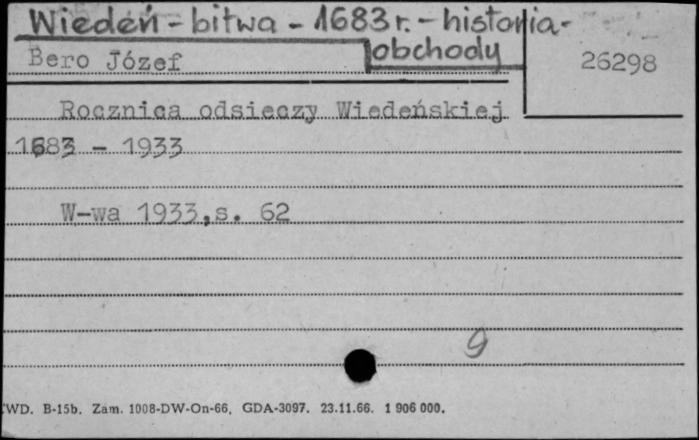 Wiedeń - bitwa - 1683 r. - historia -
obchody
Bero Józef
26298
Rocznica odsieczy Wiedeńskiej
1683 - 1933
W-wa 1933,s. 62
9
WD. B-15b. Zam. 1008-DW-On-66. GDA-3097. 23.11.66. 1 906 000.